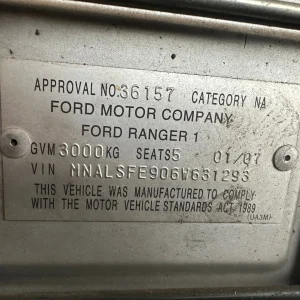 APPROVAL NO. 36157 CATEGORY NA
FORD MOTOR COMPANY
FORD RANGER 1
GVM 3000KG SEATS 5 01/07
VIN MNALSFE906W631293
THIS VEHICLE WAS MANUFACTURED TO COMPLY
WITH THE MOTOR VEHICLE STANDARDS ACT 1989
(UA3M)